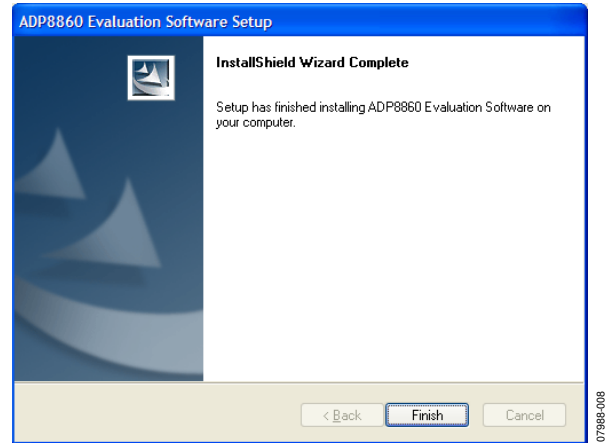 ADP8860 Evaluation Software Setup
InstallShield Wizard Complete
Setup has finished installing ADP8860 Evaluation Software on
your computer.
< Back
Finish
Cancel
07988-008